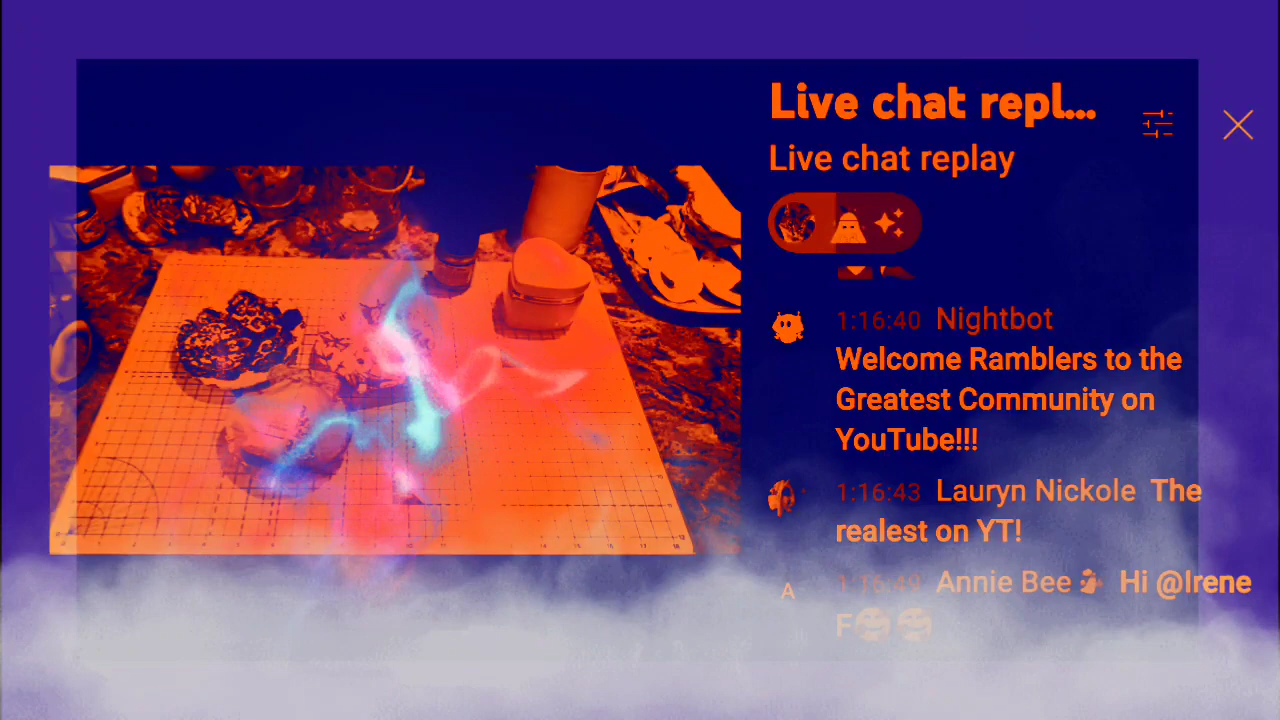 Live chat repl...
Live chat replay
1:16:40 Nightbot
Welcome Ramblers to the
Greatest Community on
YouTube!!!
1:16:43 Lauryn Nickole The
realest on YT!
A 1:16:49 Annie Bee Hi @Irene
F